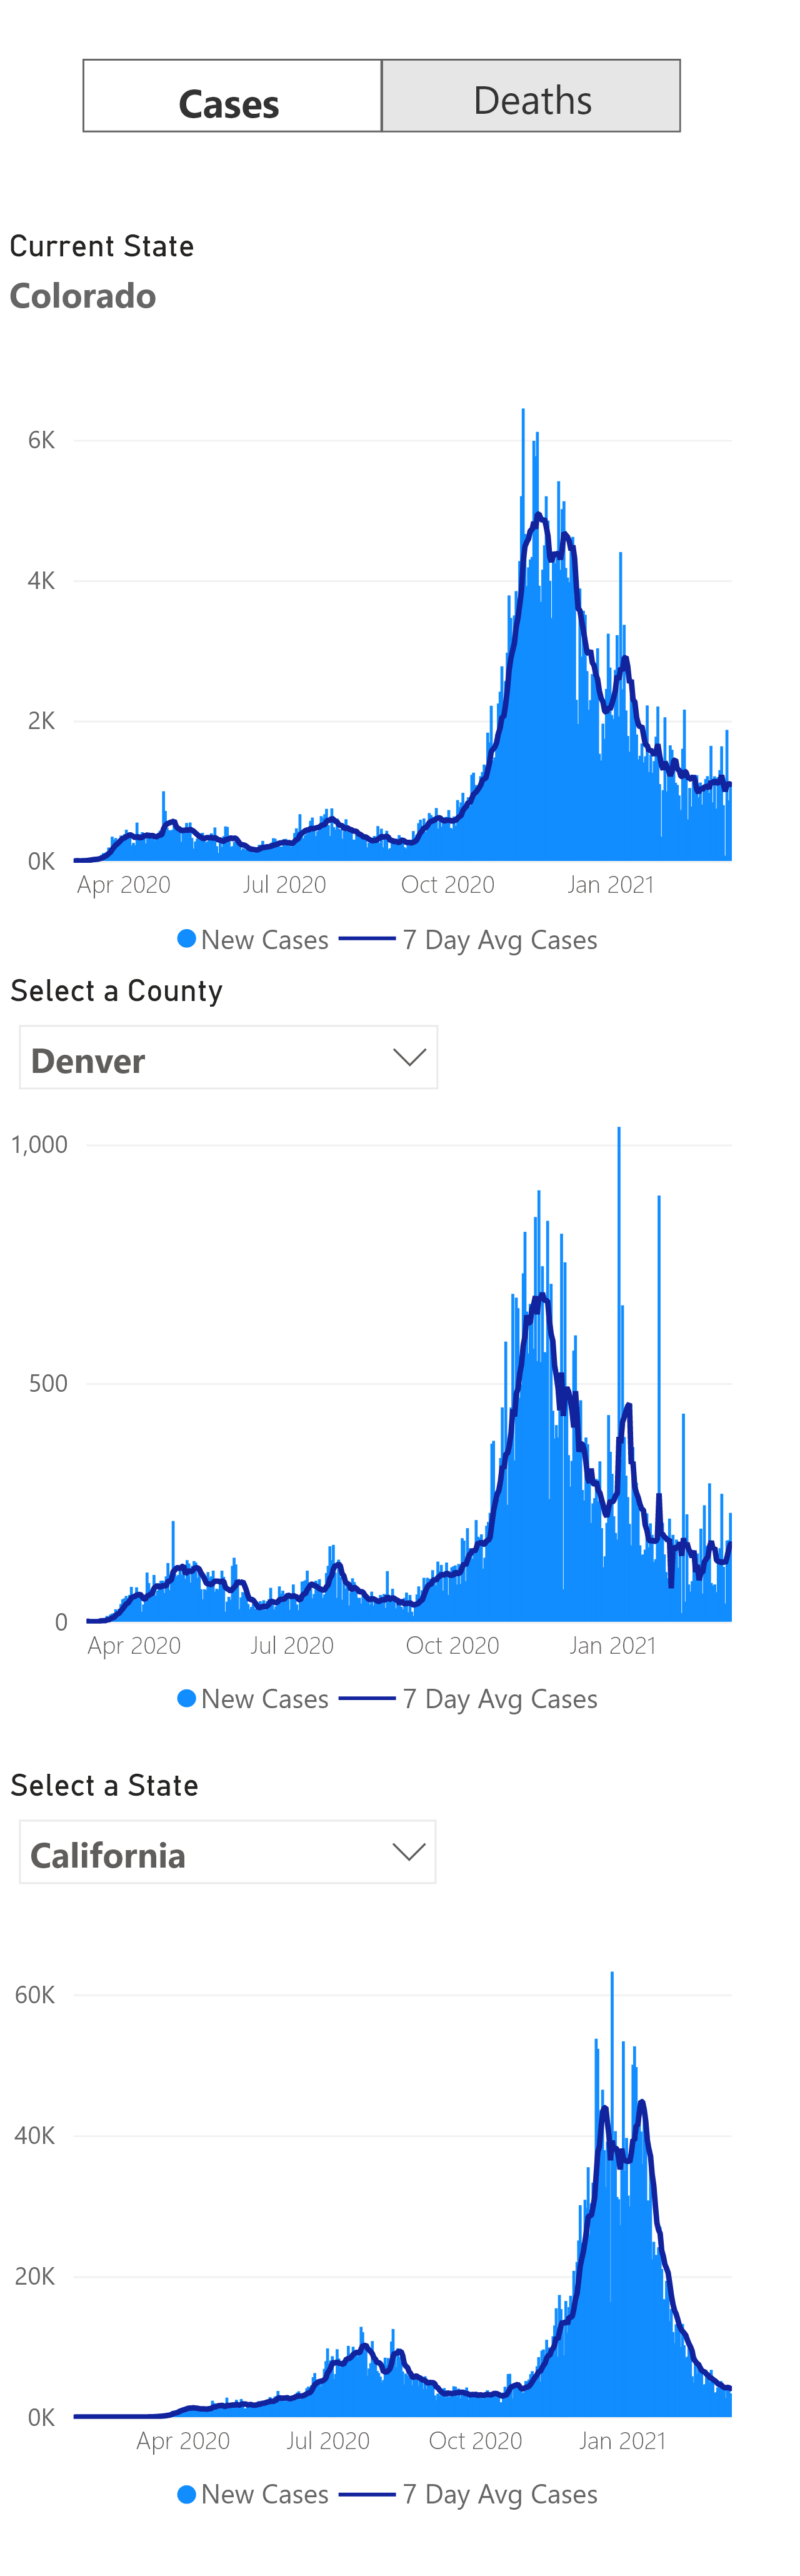 Cases Deaths
Current State
Colorado
6K
4K
2K
0K
Apr 2020 Jul 2020 Oct 2020 Jan 2021
New Cases 7 Day Avg Cases
Select a County
Denver
1,000
500
0
Apr 2020 Jul 2020 Oct 2020 Jan 2021
New Cases 7 Day Avg Cases
Select a State
California
60K
40K
20K
0K
Apr 2020 Jul 2020 Oct 2020 Jan 2021
New Cases 7 Day Avg Cases